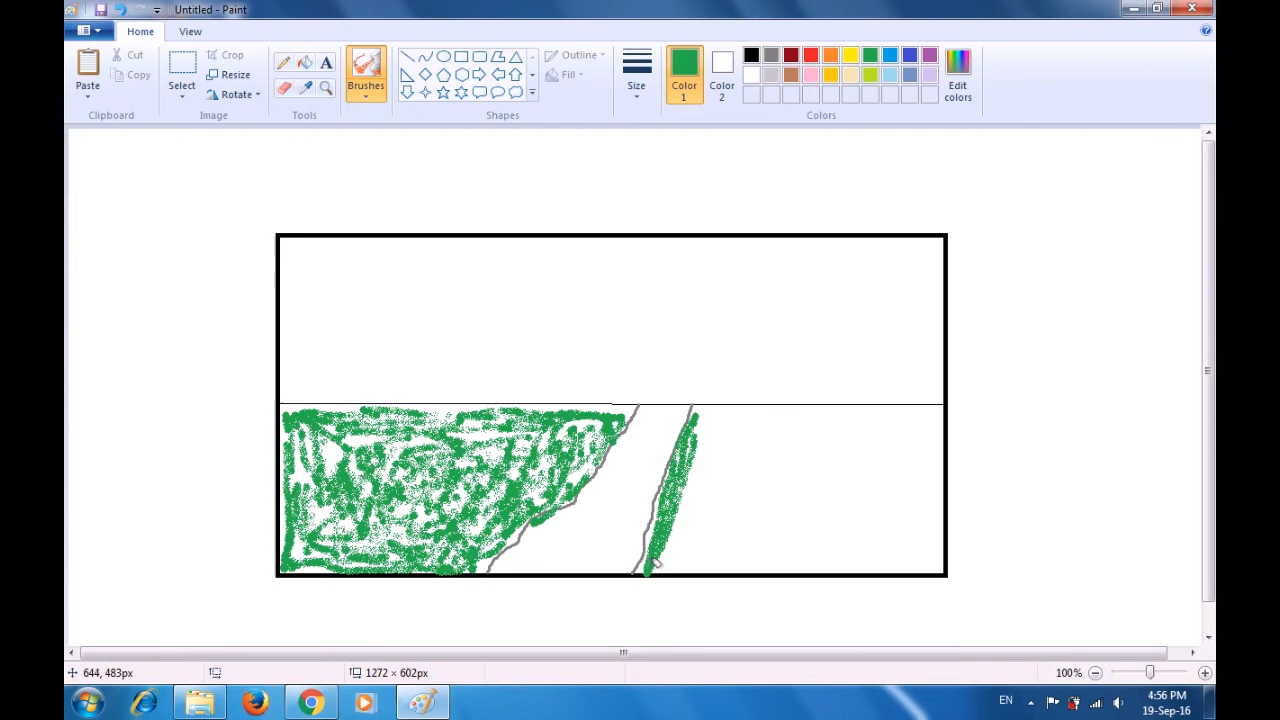 Untitled - Paint
Home View
Paste
Cut
Copy
Clipboard
Select
Crop
Resize
Rotate
Image
A
Tools
Brushes
Outline
Fill
Shapes
Size
Color 1
Color 2
Edit colors
Colors
644, 483px
1272 × 602px
100%
EN
4:56 PM
19-Sep-16